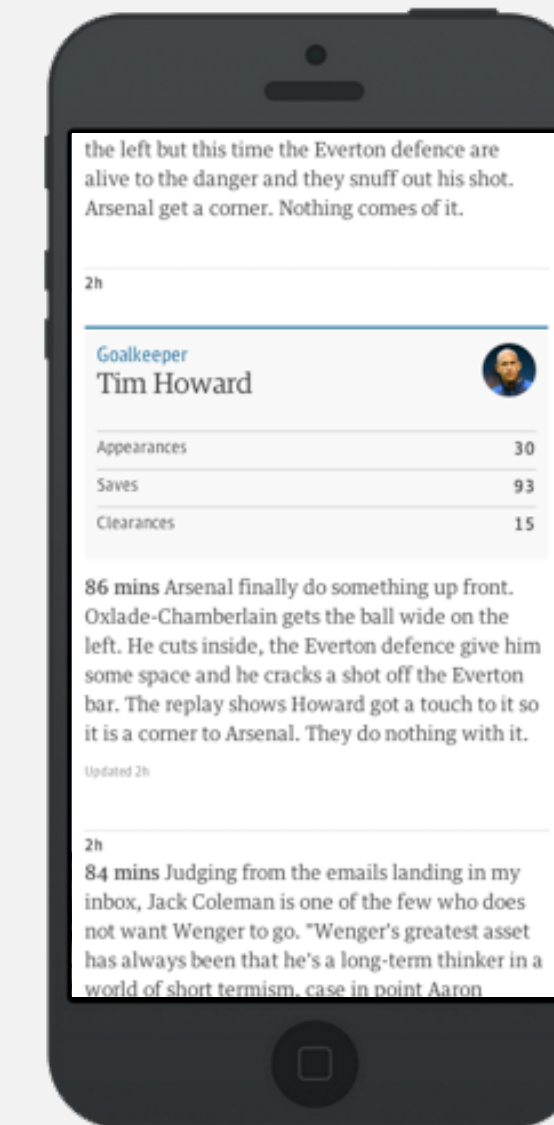 the left but this time the Everton defence are
alive to the danger and they snuff out his shot.
Arsenal get a corner. Nothing comes of it.
2h
Goalkeeper
Tim Howard
Appearances 30
Saves 93
Clearances 15
86 mins Arsenal finally do something up front.
Oxlade-Chamberlain gets the ball wide on the
left. He cuts inside, the Everton defence give him
some space and he cracks a shot off the Everton
bar. The replay shows Howard got a touch to it so
it is a corner to Arsenal. They do nothing with it.
Updated 2h
2h
84 mins Judging from the emails landing in my
inbox, Jack Coleman is one of the few who does
not want Wenger to go. "Wenger's greatest asset
has always been that he's a long-term thinker in a
world of short termism, case in point Aaron